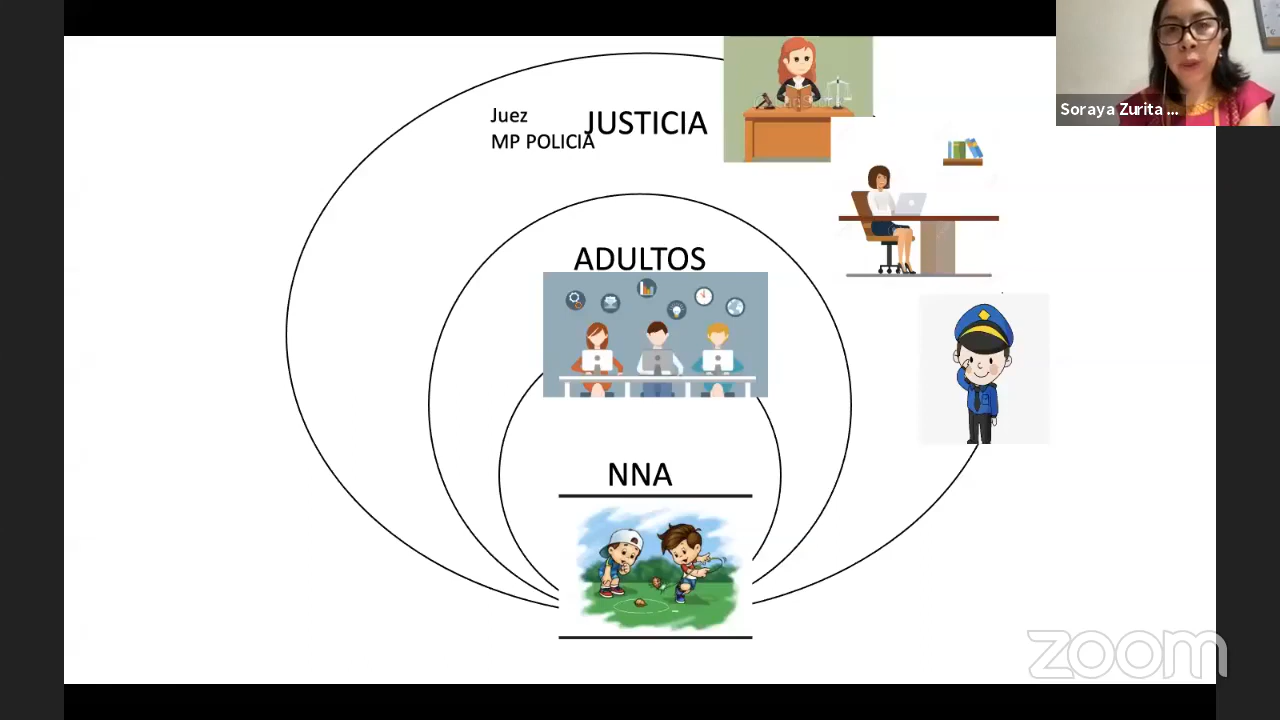 Soraya Zurita ...
Juez
JUSTICIA
MP POLICIA
ADULTOS
NNA
zoom